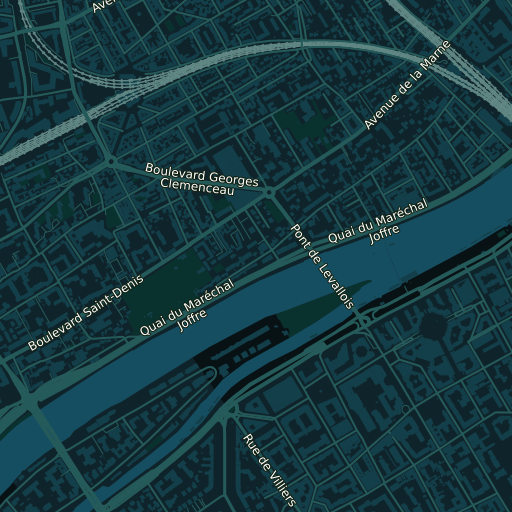 Ave
Avenue de la Marne
Boulevard Georges
Clemenceau
Quai du Maréchal
Joffre
Pont de Levallois
Boulevard Saint-Denis
Quai du Maréchal
Joffre
Rue de Villiers